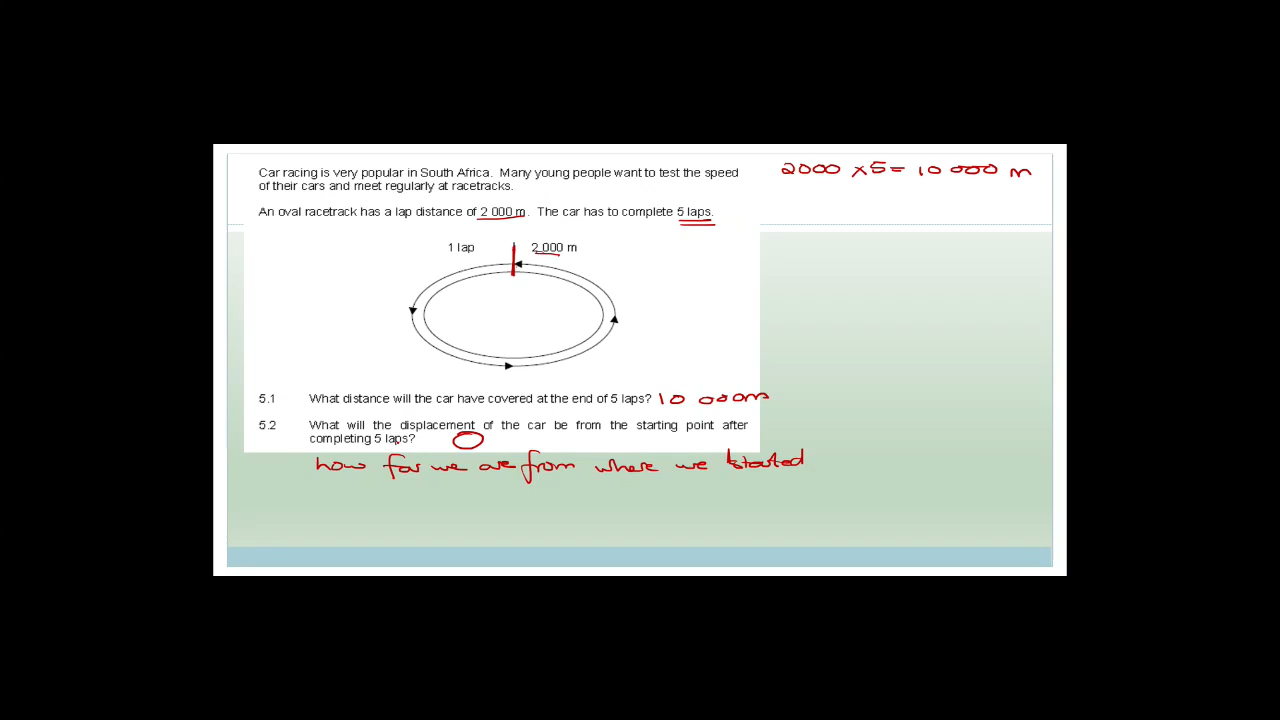 Car racing is very popular in South Africa. Many young people want to test the speed
of their cars and meet regularly at racetracks.
2000 x5= 10 000 m
An oval racetrack has a lap distance of 2 000 m. The car has to complete 5 laps.
1 lap 2 000 m
5.1 What distance will the car have covered at the end of 5 laps? 10 000m
5.2 What will the displacement of the car be from the starting point after
completing 5 laps? 0
how far we are from where we started